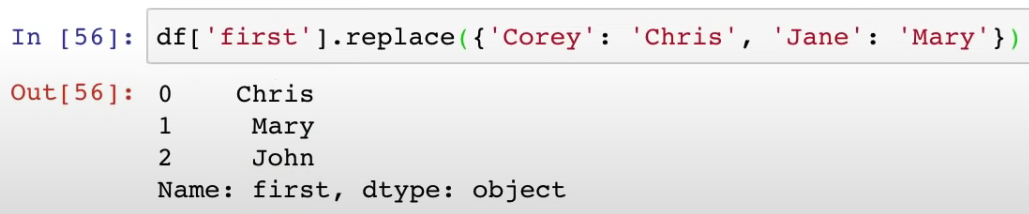 In [56]: df['first'].replace({'Corey': 'Chris', 'Jane': 'Mary'})
Out[56]: 0 Chris
1 Mary
2 John
Name: first, dtype: object